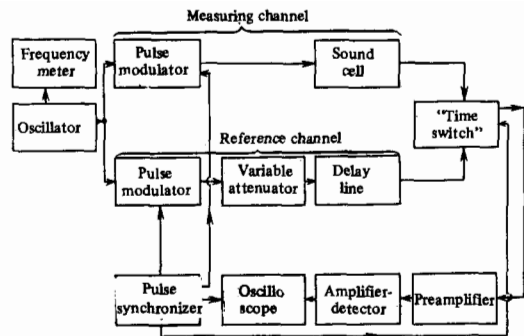 Measuring channel
Frequency
meter
Pulse
modulator
Sound
cell
Oscillator
"Time
switch"
Reference channel
Pulse
modulator
Variable
attenuator
Delay
line
Pulse
synchronizer
Oscillo
scope
Amplifier-
detector
Preamplifier